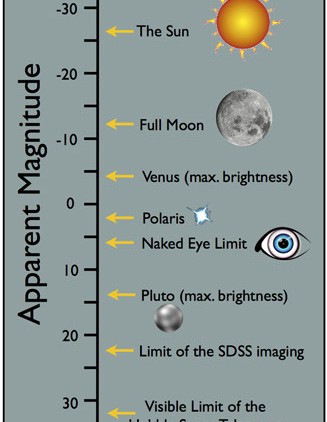 Apparent Magnitude
-30
The Sun
-20
Full Moon
-10
Venus (max. brightness)
0
Polaris
Naked Eye Limit
10
Pluto (max. brightness)
20
Limit of the SDSS imaging
30
Visible Limit of the